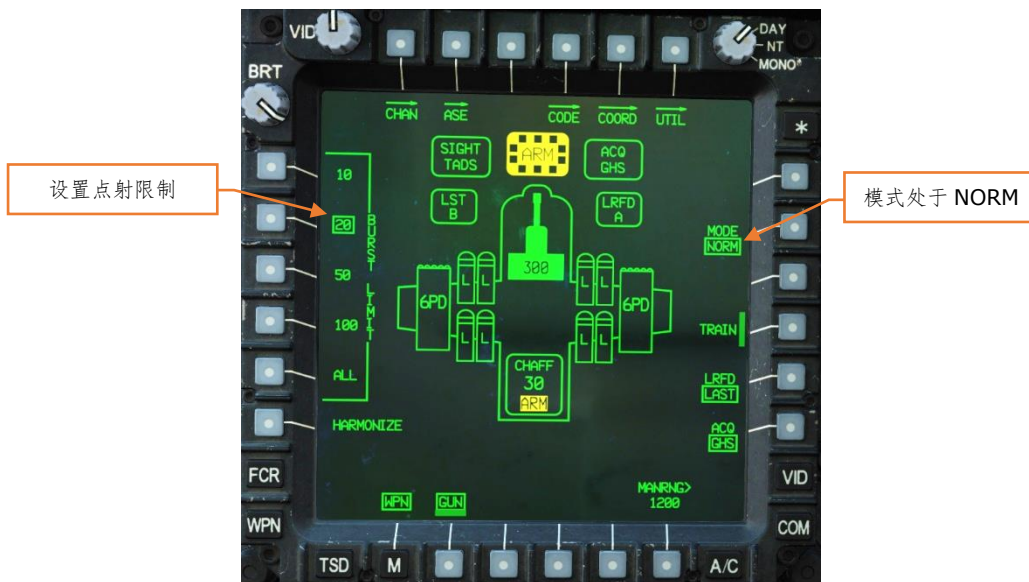 VID
DAY
NT
MONO*
BRT
*
CHAN
ASE
CODE
COORD
UTIL
SIGHT
TADS
ARM
ACQ
GHS
LST
B
LRFD
A
10
20
50
100
ALL
BURST LIMIT
HARMONIZE
300
6PD
L L
L L
L L
L L
6PD
CHAFF
30
ARM
MODE
NORM
TRAIN
LRFD
LAST
ACQ
GHS
WPN
GUN
MANRNG>
1200
FCR
WPN
VID
COM
TSD
M
A/C
设置点射限制
模式处于 NORM